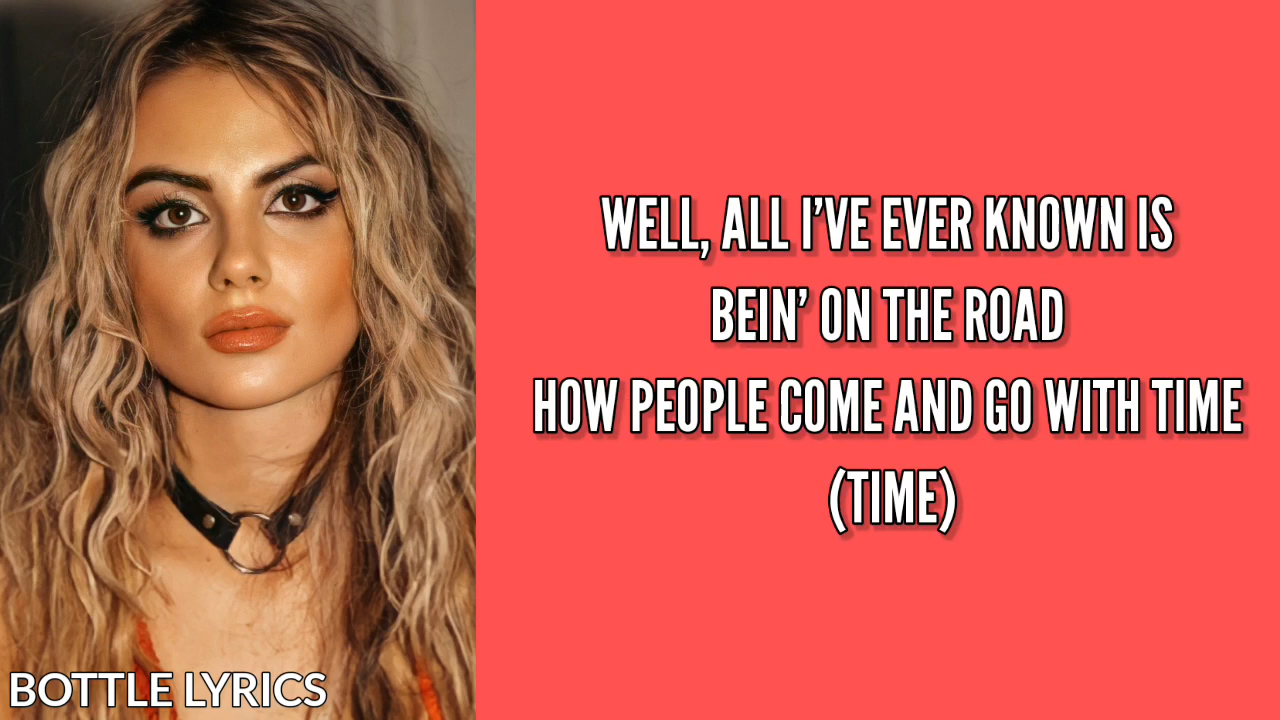 WELL, ALL I’VE EVER KNOWN IS
BEIN’ ON THE ROAD
HOW PEOPLE COME AND GO WITH TIME
(TIME)
BOTTLE LYRICS